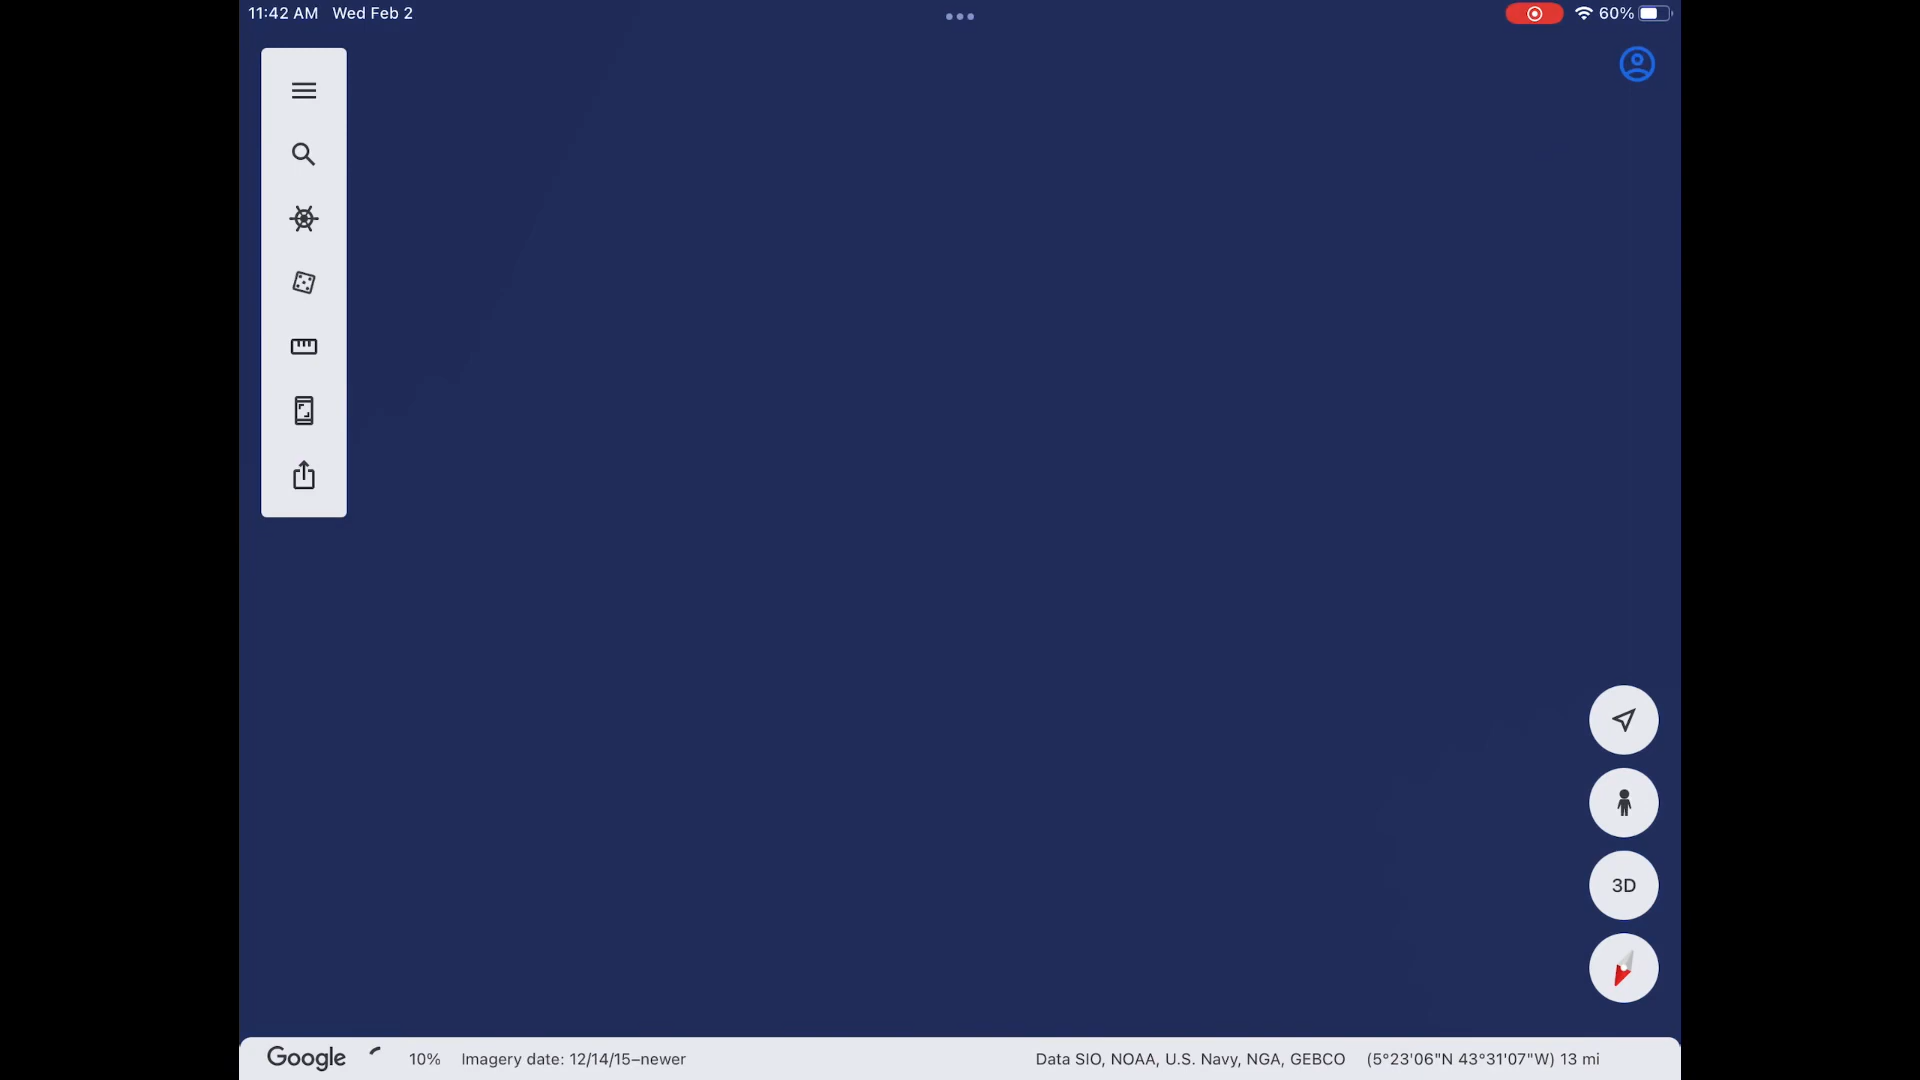 11:42 AM Wed Feb 2
60%
3D
Google 10% Imagery date: 12/14/15–newer Data SIO, NOAA, U.S. Navy, NGA, GEBCO (5°23'06"N 43°31'07"W) 13 mi